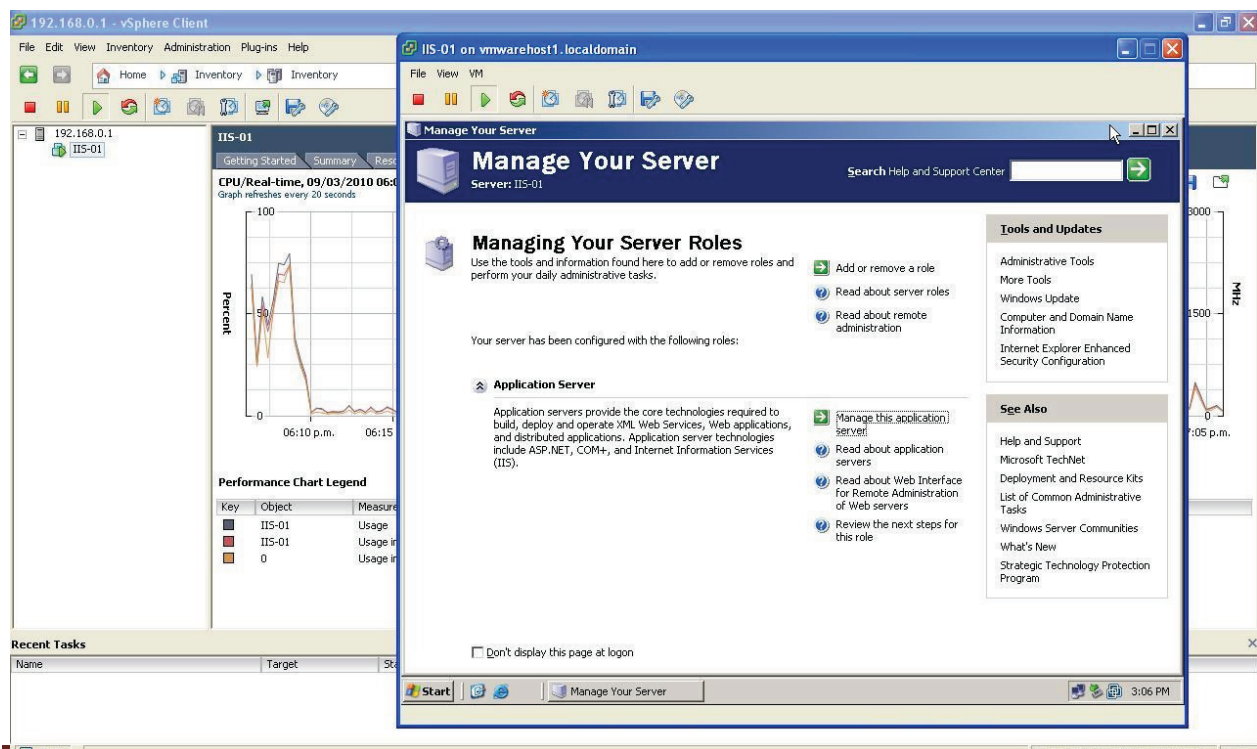 192.168.0.1 - vSphere Client
File Edit View Inventory Administration Plug-ins Help
Home Inventory Inventory
192.168.0.1
IIS-01
IIS-01
Getting Started Summary
CPU/Real-time, 09/03/2010
Graph refreshes every 20 seconds
100
50
0
Percent
06:10 p.m. 06:15
Performance Chart Legend
Key Object
IIS-01 Usage
IIS-01 Usage
0 Usage
IIS-01 on vmwarehost1.localdomain
File View VM
Manage Your Server
Manage Your Server
Server: IIS-01
Search Help and Support Center
Managing Your Server Roles
Use the tools and information found here to add or remove roles and
perform your daily administrative tasks.
Add or remove a role
Read about server roles
Read about remote
administration
Your server has been configured with the following roles:
Application Server
Application servers provide the core technologies required to
build, deploy and operate XML Web Services, Web applications,
and distributed applications. Application server technologies
include ASP.NET, COM+, and Internet Information Services
(IIS).
Manage this application
server
Read about application
servers
Read about Web Interface
for Remote Administration
of Web servers
Review the next steps for
this role
Tools and Updates
Administrative Tools
More Tools
Windows Update
Computer and Domain Name
Information
Internet Explorer Enhanced
Security Configuration
See Also
Help and Support
Microsoft TechNet
Deployment and Resource Kits
List of Common Administrative
Tasks
Windows Server Communities
What's New
Strategic Technology Protection
Program
Don't display this page at logon
Start Manage Your Server 3:06 PM
3000
1500
0
MHz
7:05 p.m.
Recent Tasks
Name Target